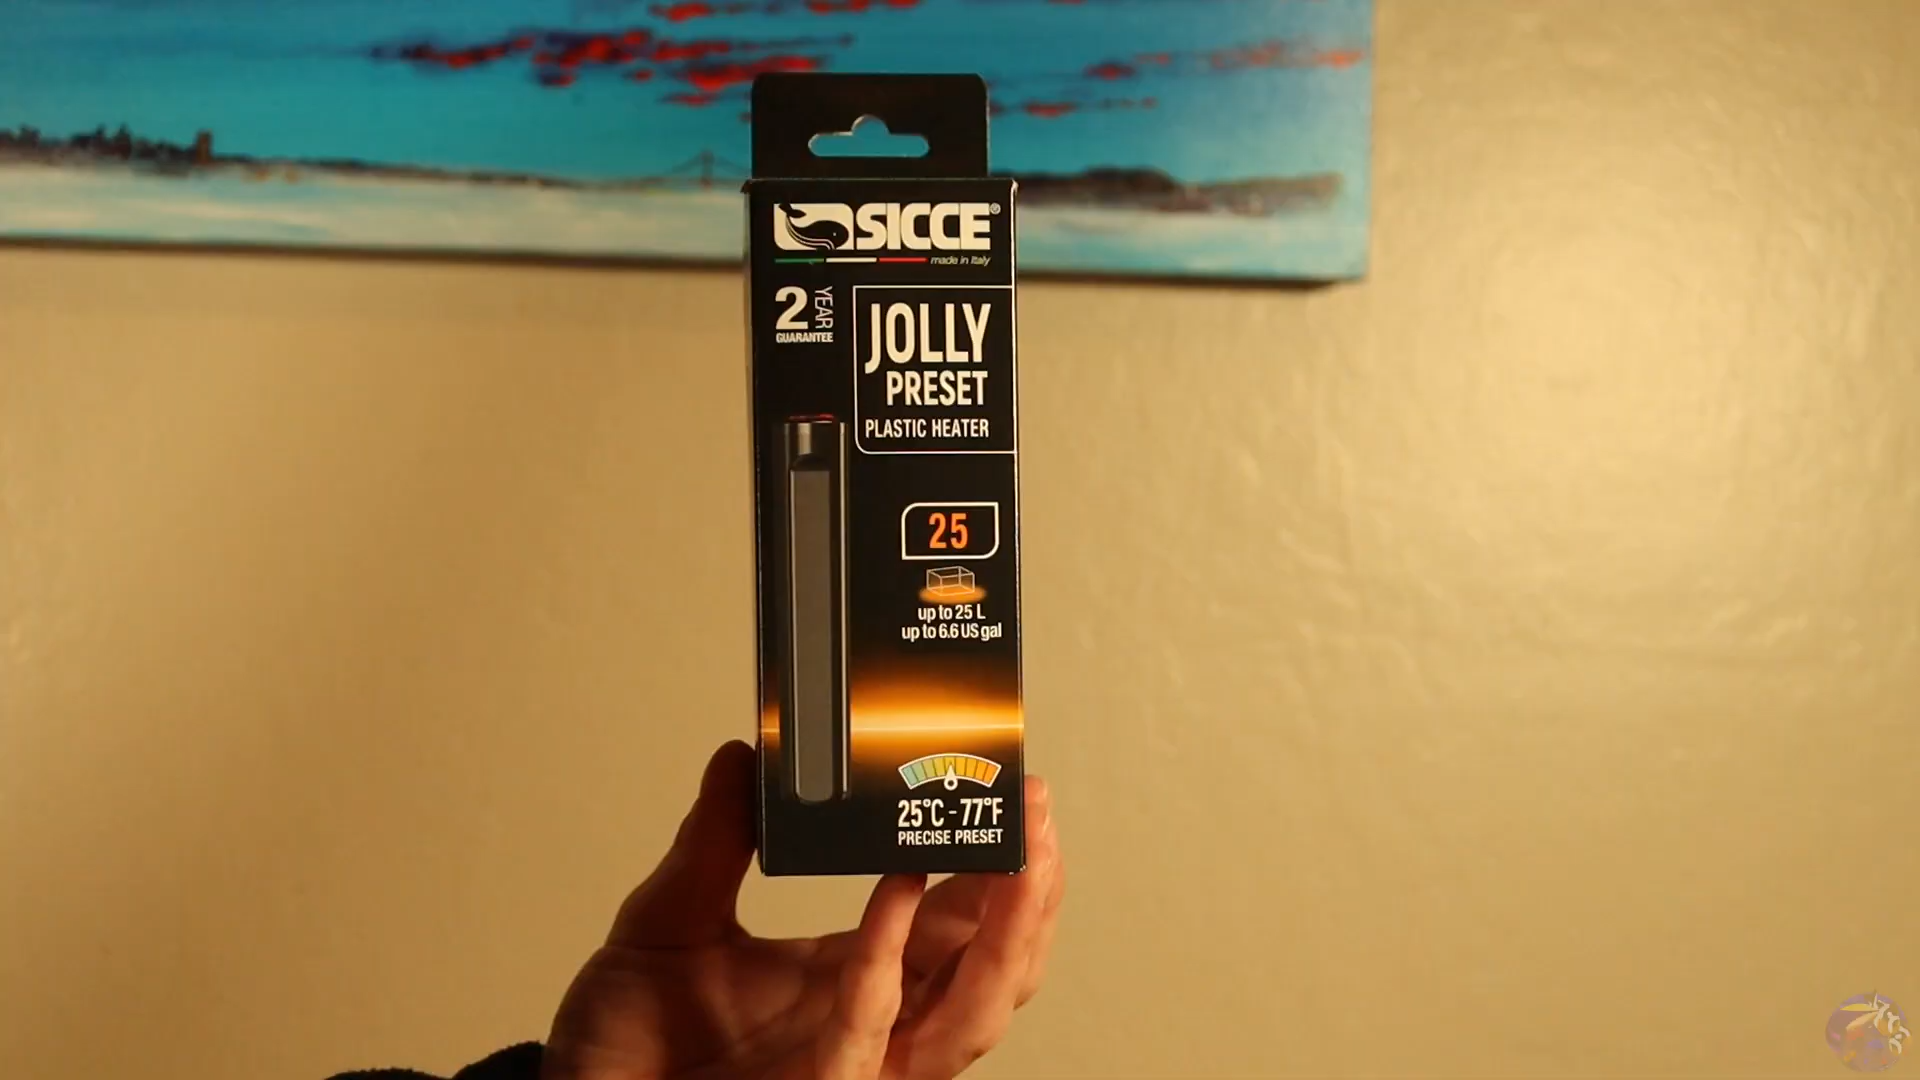 SICCE®
made in Italy
2 YEAR
GUARANTEE
JOLLY
PRESET
PLASTIC HEATER
25
up to 25 L
up to 6.6 US gal
25°C - 77°F
PRECISE PRESET